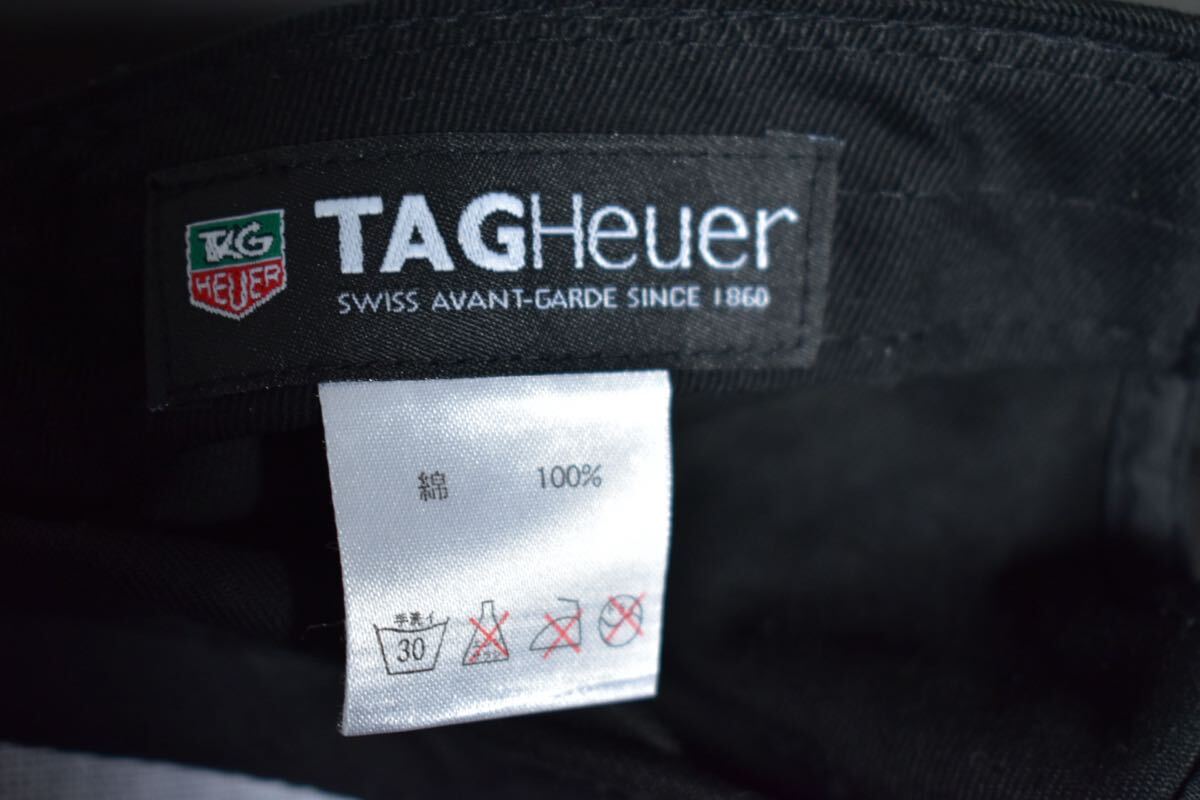 TAG
HEUER
TAGHeuer
SWISS AVANT-GARDE SINCE 1860
綿 100%
手洗イ
30